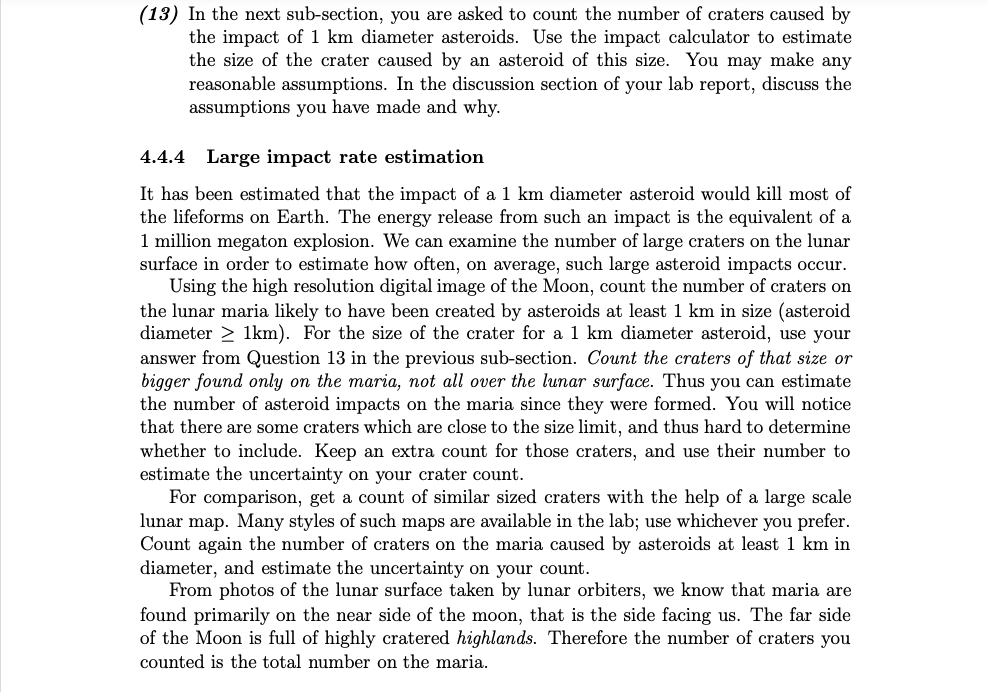 (13) In the next sub-section, you are asked to count the number of craters caused by
the impact of 1 km diameter asteroids. Use the impact calculator to estimate
the size of the crater caused by an asteroid of this size. You may make any
reasonable assumptions. In the discussion section of your lab report, discuss the
assumptions you have made and why.
4.4.4 Large impact rate estimation
It has been estimated that the impact of a 1 km diameter asteroid would kill most of
the lifeforms on Earth. The energy release from such an impact is the equivalent of a
1 million megaton explosion. We can examine the number of large craters on the lunar
surface in order to estimate how often, on average, such large asteroid impacts occur.
Using the high resolution digital image of the Moon, count the number of craters on
the lunar maria likely to have been created by asteroids at least 1 km in size (asteroid
diameter ≥ 1km). For the size of the crater for a 1 km diameter asteroid, use your
answer from Question 13 in the previous sub-section. Count the craters of that size or
bigger found only on the maria, not all over the lunar surface. Thus you can estimate
the number of asteroid impacts on the maria since they were formed. You will notice
that there are some craters which are close to the size limit, and thus hard to determine
whether to include. Keep an extra count for those craters, and use their number to
estimate the uncertainty on your crater count.
For comparison, get a count of similar sized craters with the help of a large scale
lunar map. Many styles of such maps are available in the lab; use whichever you prefer.
Count again the number of craters on the maria caused by asteroids at least 1 km in
diameter, and estimate the uncertainty on your count.
From photos of the lunar surface taken by lunar orbiters, we know that maria are
found primarily on the near side of the moon, that is the side facing us. The far side
of the Moon is full of highly cratered highlands. Therefore the number of craters you
counted is the total number on the maria.